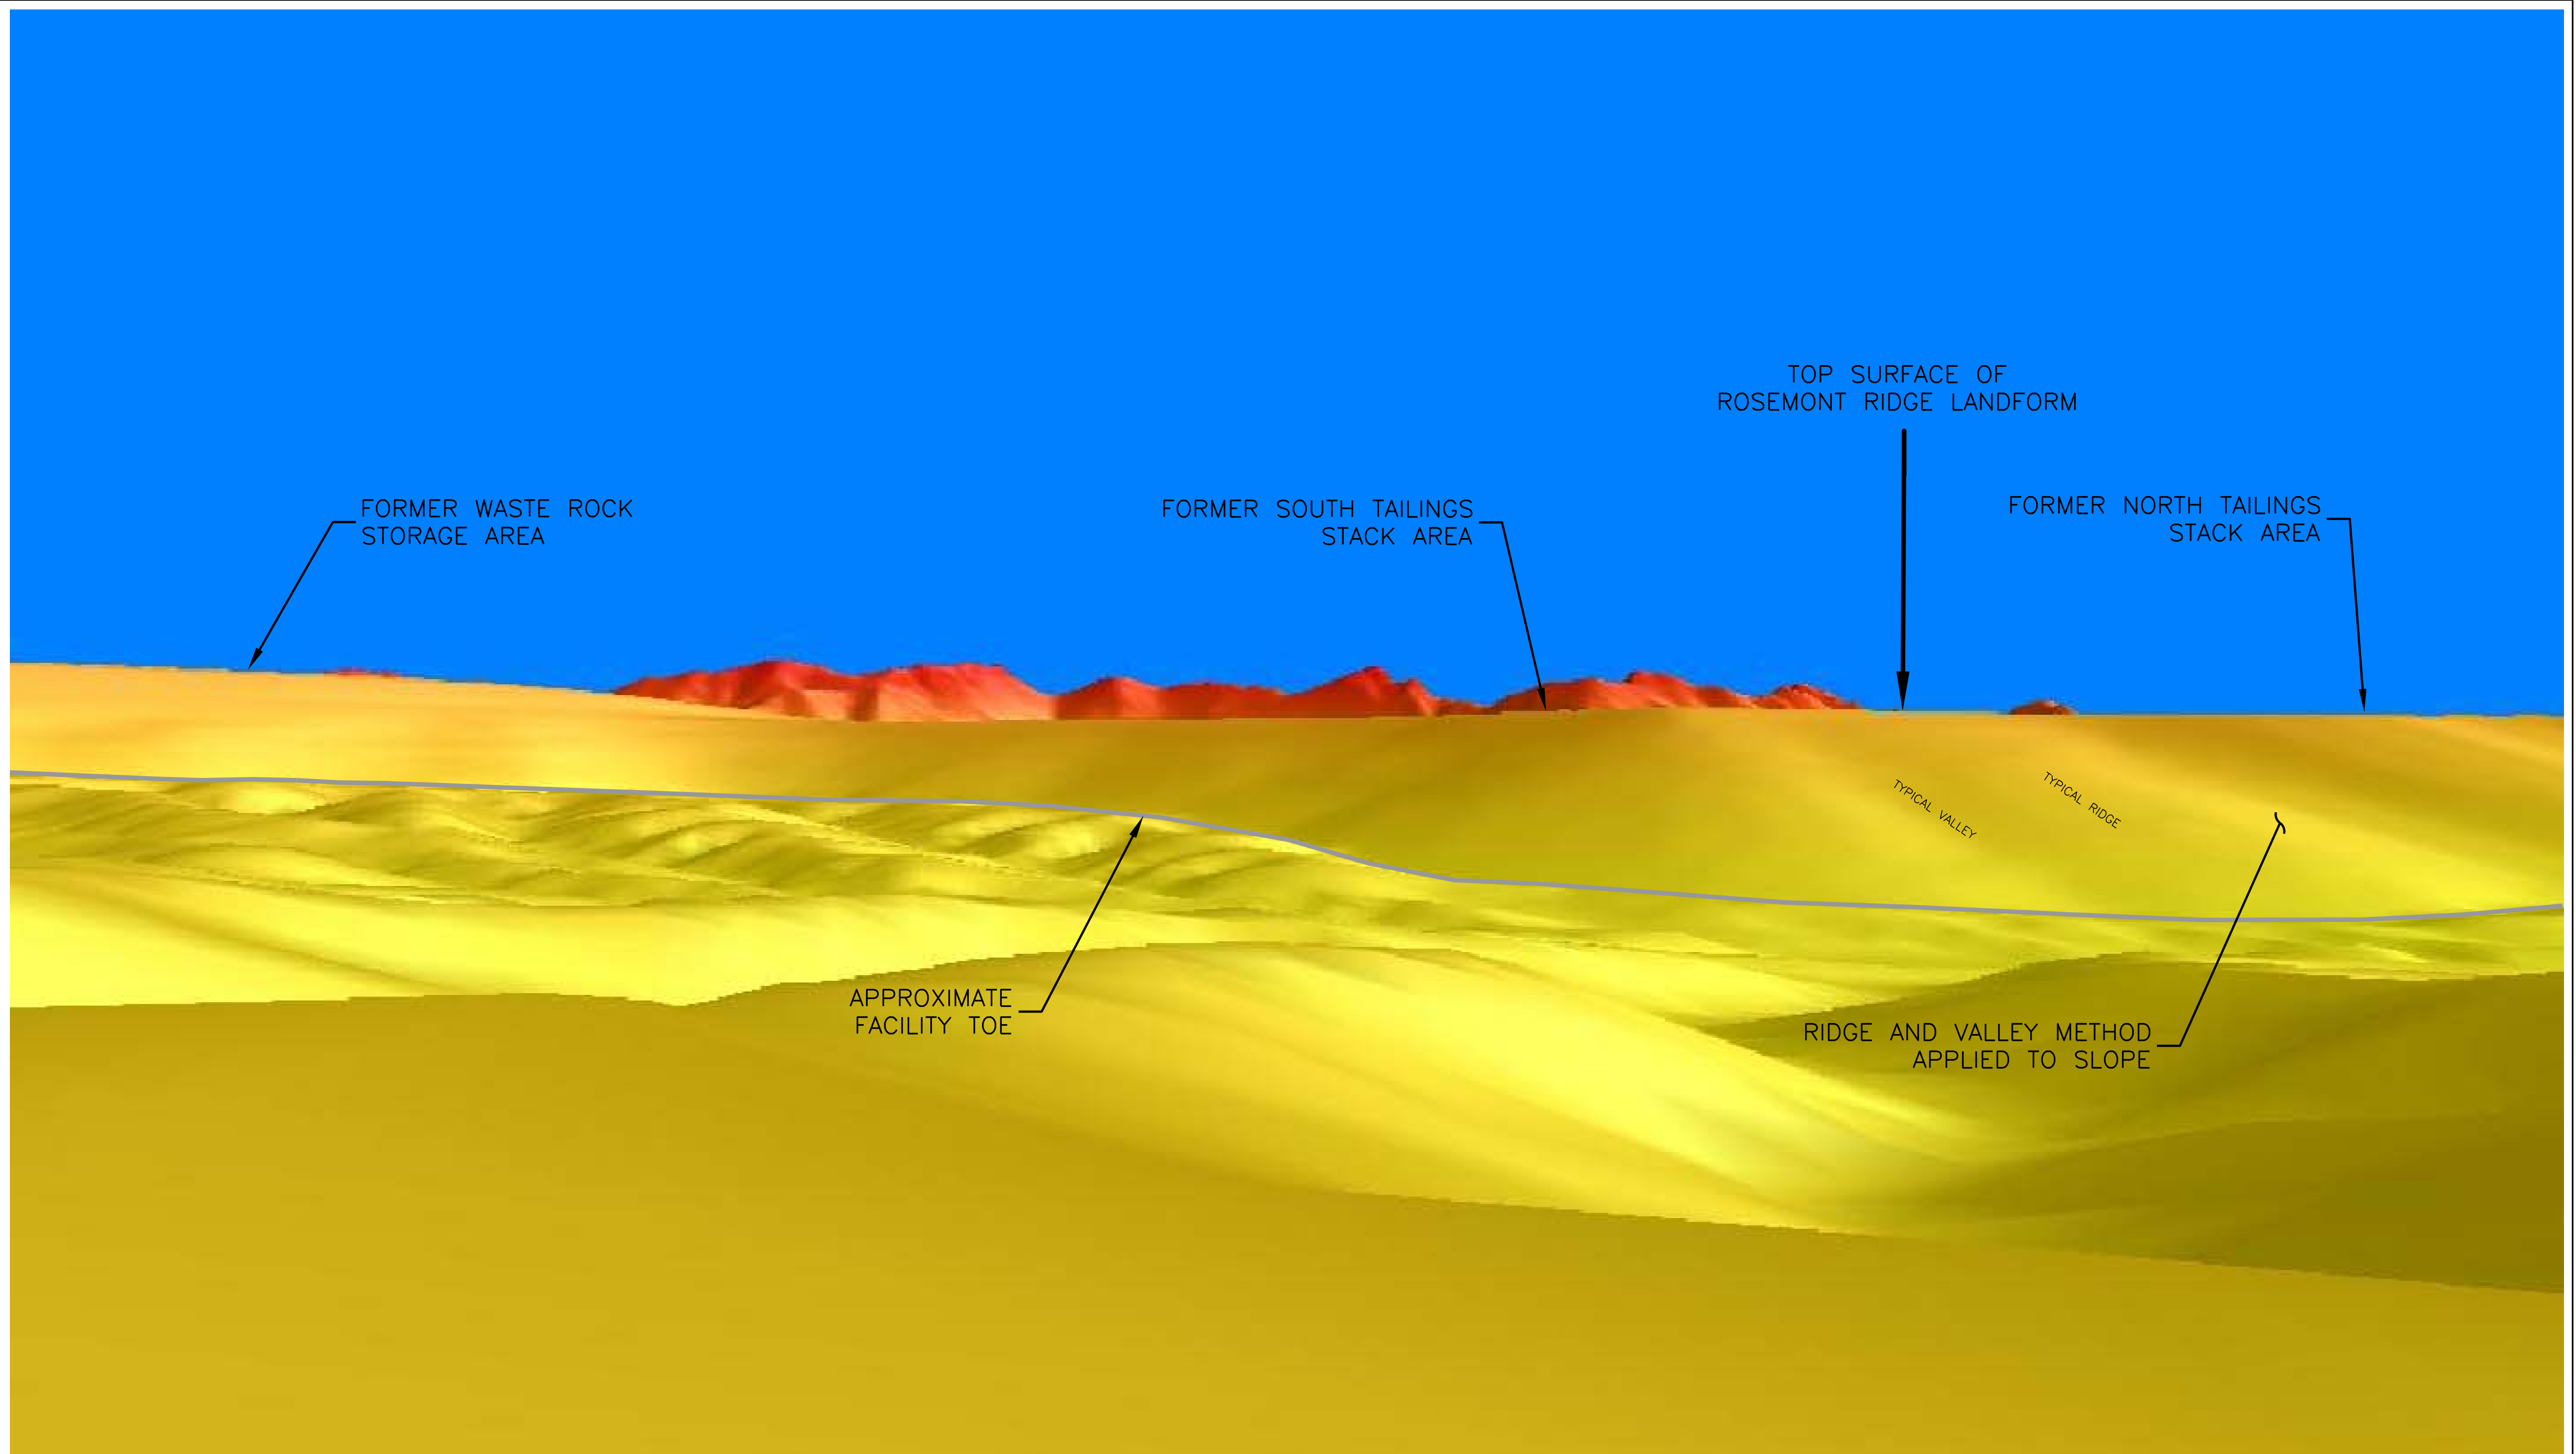 TOP SURFACE OF
ROSEMONT RIDGE LANDFORM
FORMER WASTE ROCK
STORAGE AREA
FORMER SOUTH TAILINGS
STACK AREA
FORMER NORTH TAILINGS
STACK AREA
TYPICAL VALLEY
TYPICAL RIDGE
APPROXIMATE
FACILITY TOE
RIDGE AND VALLEY METHOD
APPLIED TO SLOPE